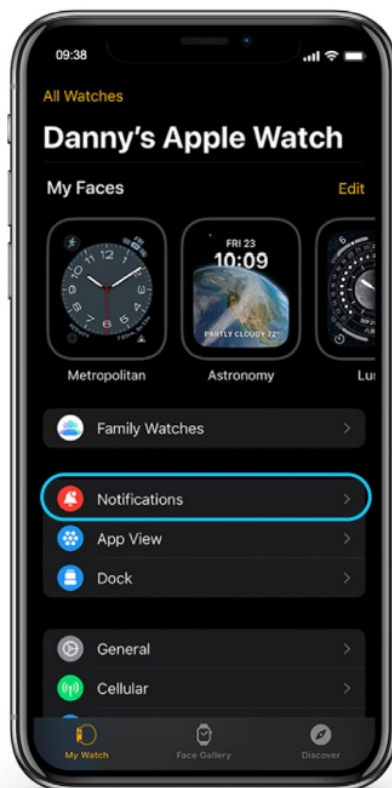 09:38
All Watches
Danny's Apple Watch
My Faces
Edit
FRI 23
10:09
PARTLY CLOUDY 72°
Metropolitan
Astronomy
Lu
Family Watches
Notifications
App View
Dock
General
Cellular
My Watch
Face Gallery
Discover